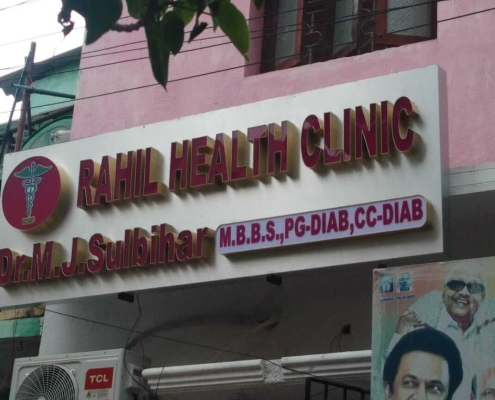 RAHIL HEALTH CLINIC
Dr.M.J.Sulbihar
M.B.B.S.,PG-DIAB,CC-DIAB
TCL